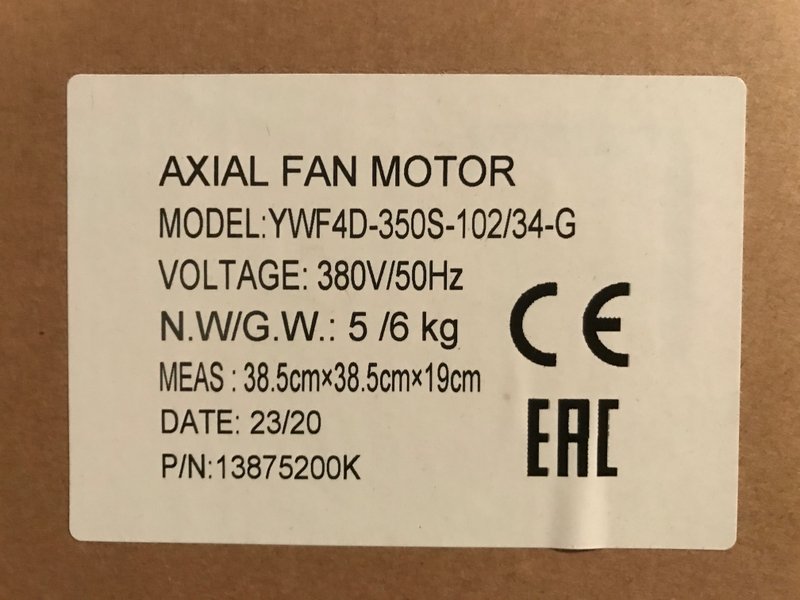 AXIAL FAN MOTOR
MODEL:YWF4D-350S-102/34-G
VOLTAGE: 380V/50Hz
N.W/G.W.: 5 /6 kg
MEAS : 38.5cm×38.5cm×19cm
DATE: 23/20
P/N:13875200K
CE
EAC